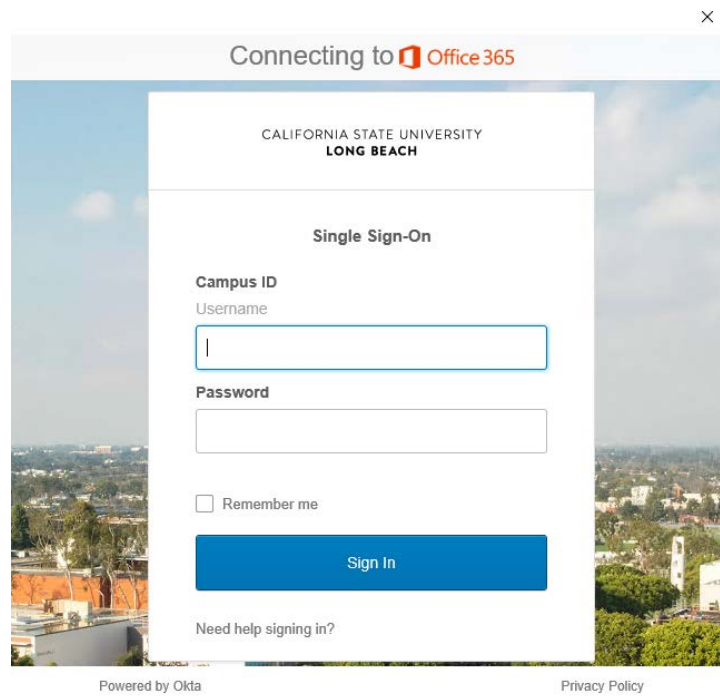 Connecting to Office 365
CALIFORNIA STATE UNIVERSITY
LONG BEACH
Single Sign-On
Campus ID
Username
Password
Remember me
Sign In
Need help signing in?
Powered by Okta
Privacy Policy